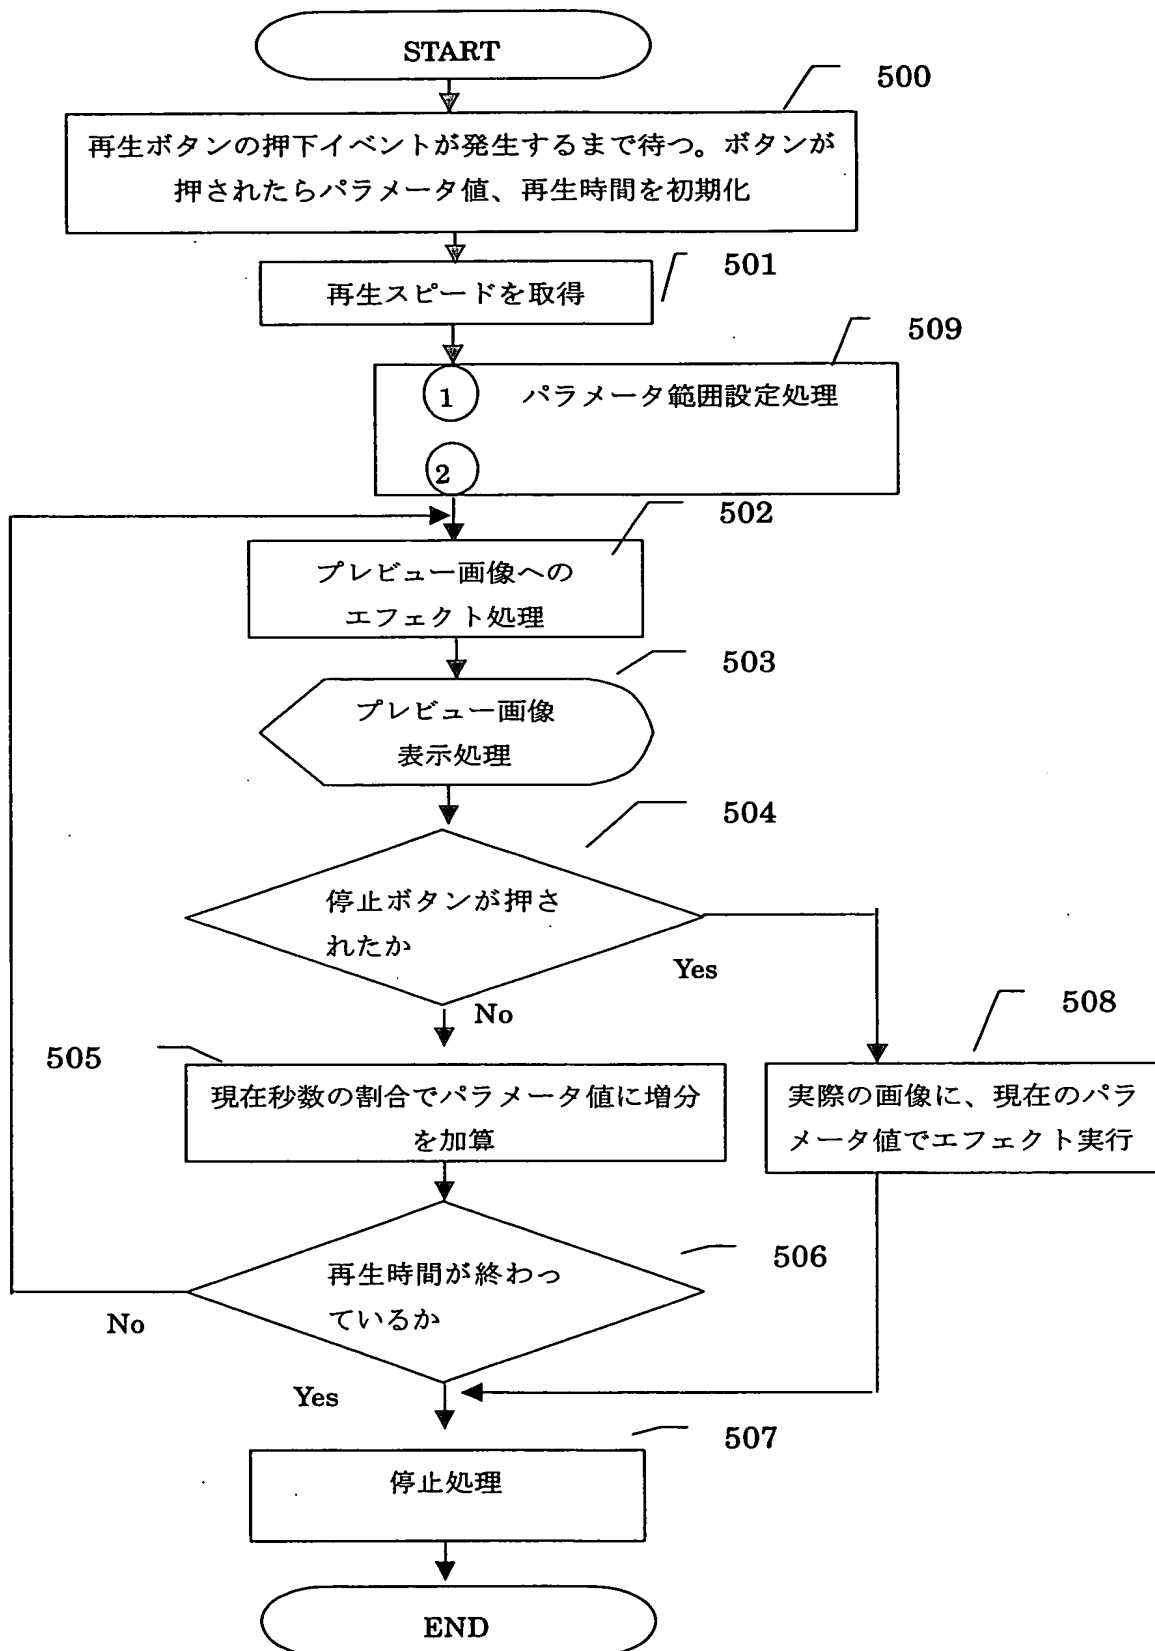 START
500
再生ボタンの押下イベントが発生するまで待つ。ボタンが
押されたらパラメータ値、再生時間を初期化
501
再生スピードを取得
509
1 パラメータ範囲設定処理
2
502
プレビュー画像への
エフェクト処理
503
プレビュー画像
表示処理
504
停止ボタンが押さ
れたか
Yes
No
505
現在秒数の割合でパラメータ値に増分
を加算
508
実際の画像に、現在のパラ
メータ値でエフェクト実行
506
再生時間が終わっ
ているか
No
Yes
507
停止処理
END